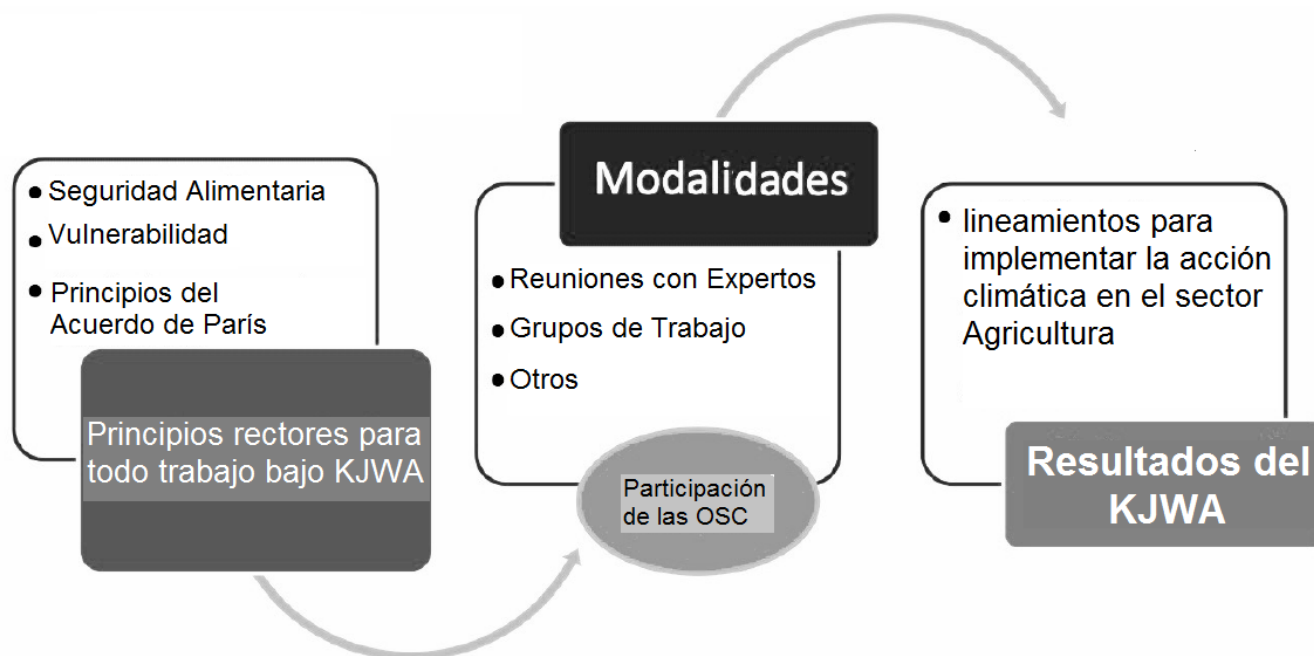 • Seguridad Alimentaria
• Vulnerabilidad
• Principios del
Acuerdo de París
Principios rectores para
todo trabajo bajo KJWA
Modalidades
• Reuniones con Expertos
• Grupos de Trabajo
• Otros
Participación
de las OSC
• lineamientos para
implementar la acción
climática en el sector
Agricultura
Resultados del
KJWA